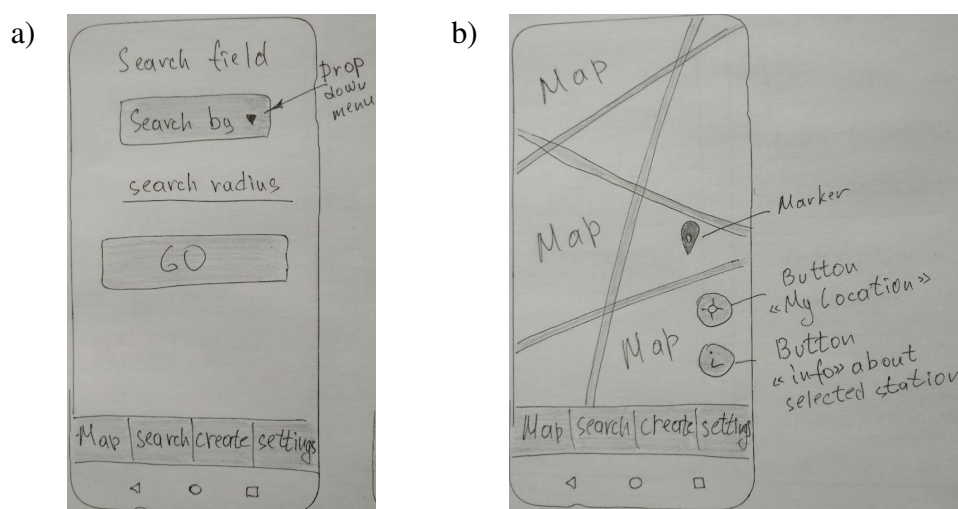 a)
Search field
Search by
Drop
down
menu
search radius
GO
Map search create settings
b)
Map
Map
Marker
Button
«My Location»
Map
Button
«info» about
selected station
i
Map search create settings